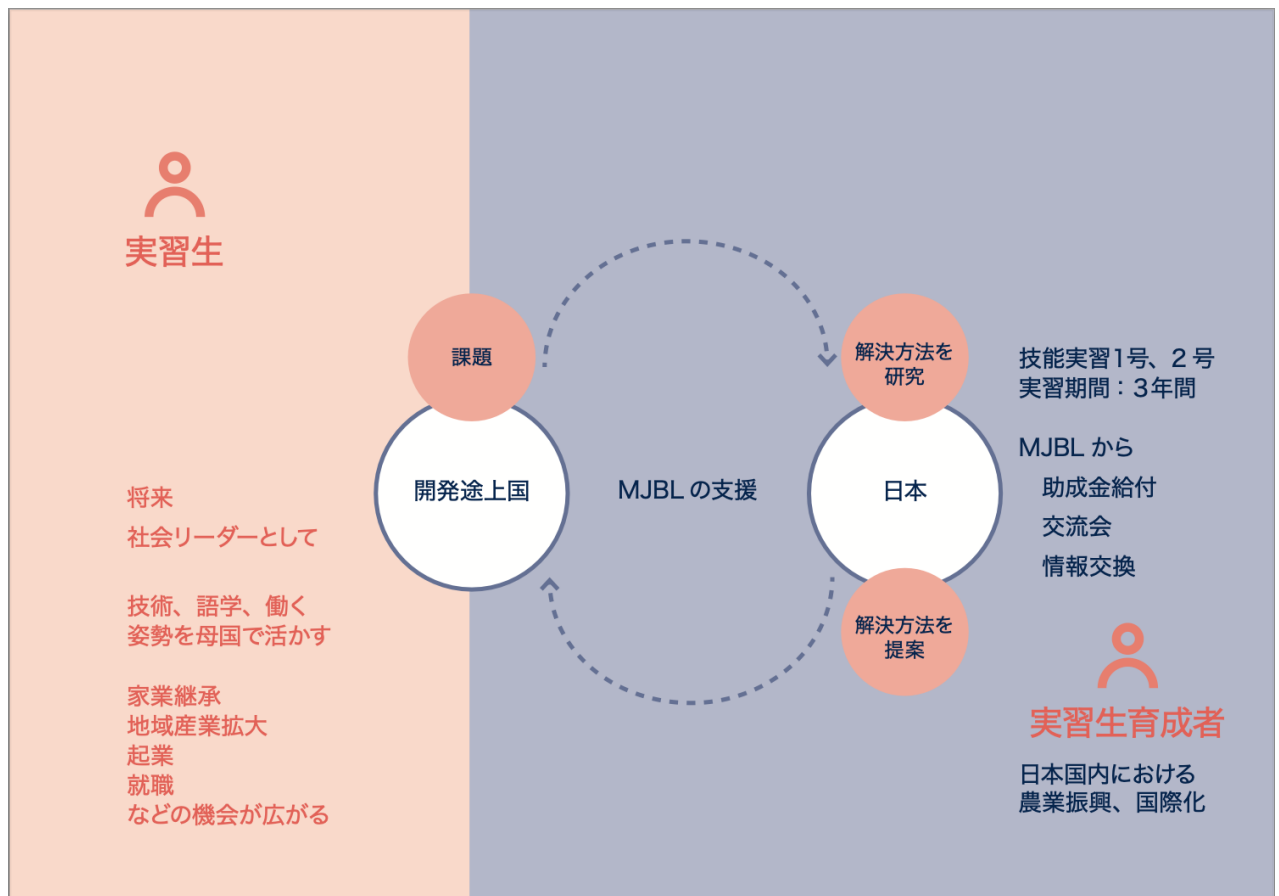 実習生
課題
開発途上国
将来
社会リーダーとして
技術、語学、働く
姿勢を母国で活かす
家業継承
地域産業拡大
起業
就職
などの機会が広がる
MJBL の支援
解決方法を
研究
日本
解決方法を
提案
技能実習1号、2号
実習期間：3年間
MJBL から
助成金給付
交流会
情報交換
実習生育成者
日本国内における
農業振興、国際化